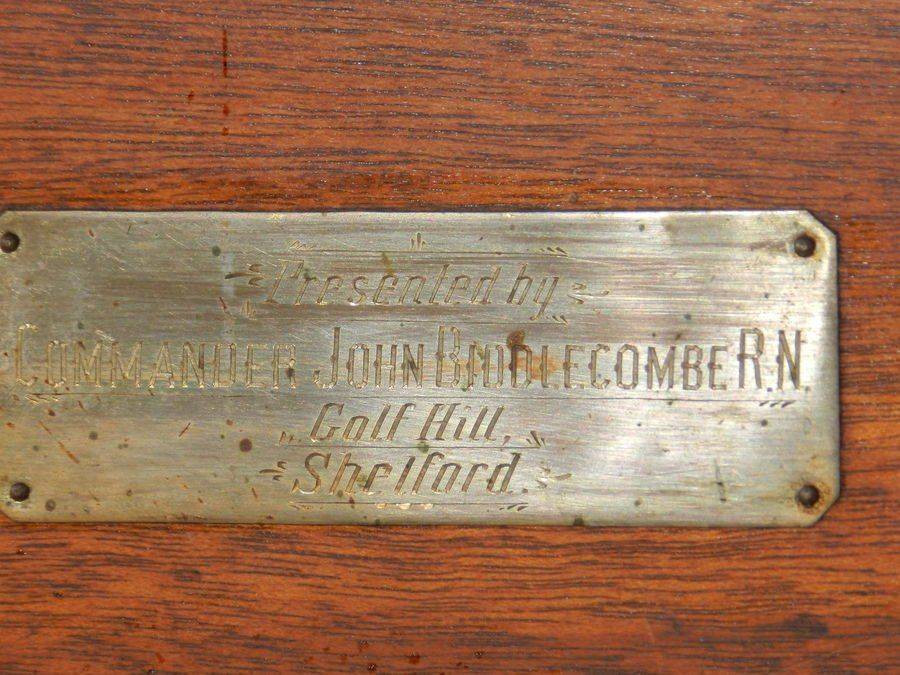 Presented by
COMMANDER JOHN BIDDLECOMBE R.N.
Golf Hill,
Shelford.